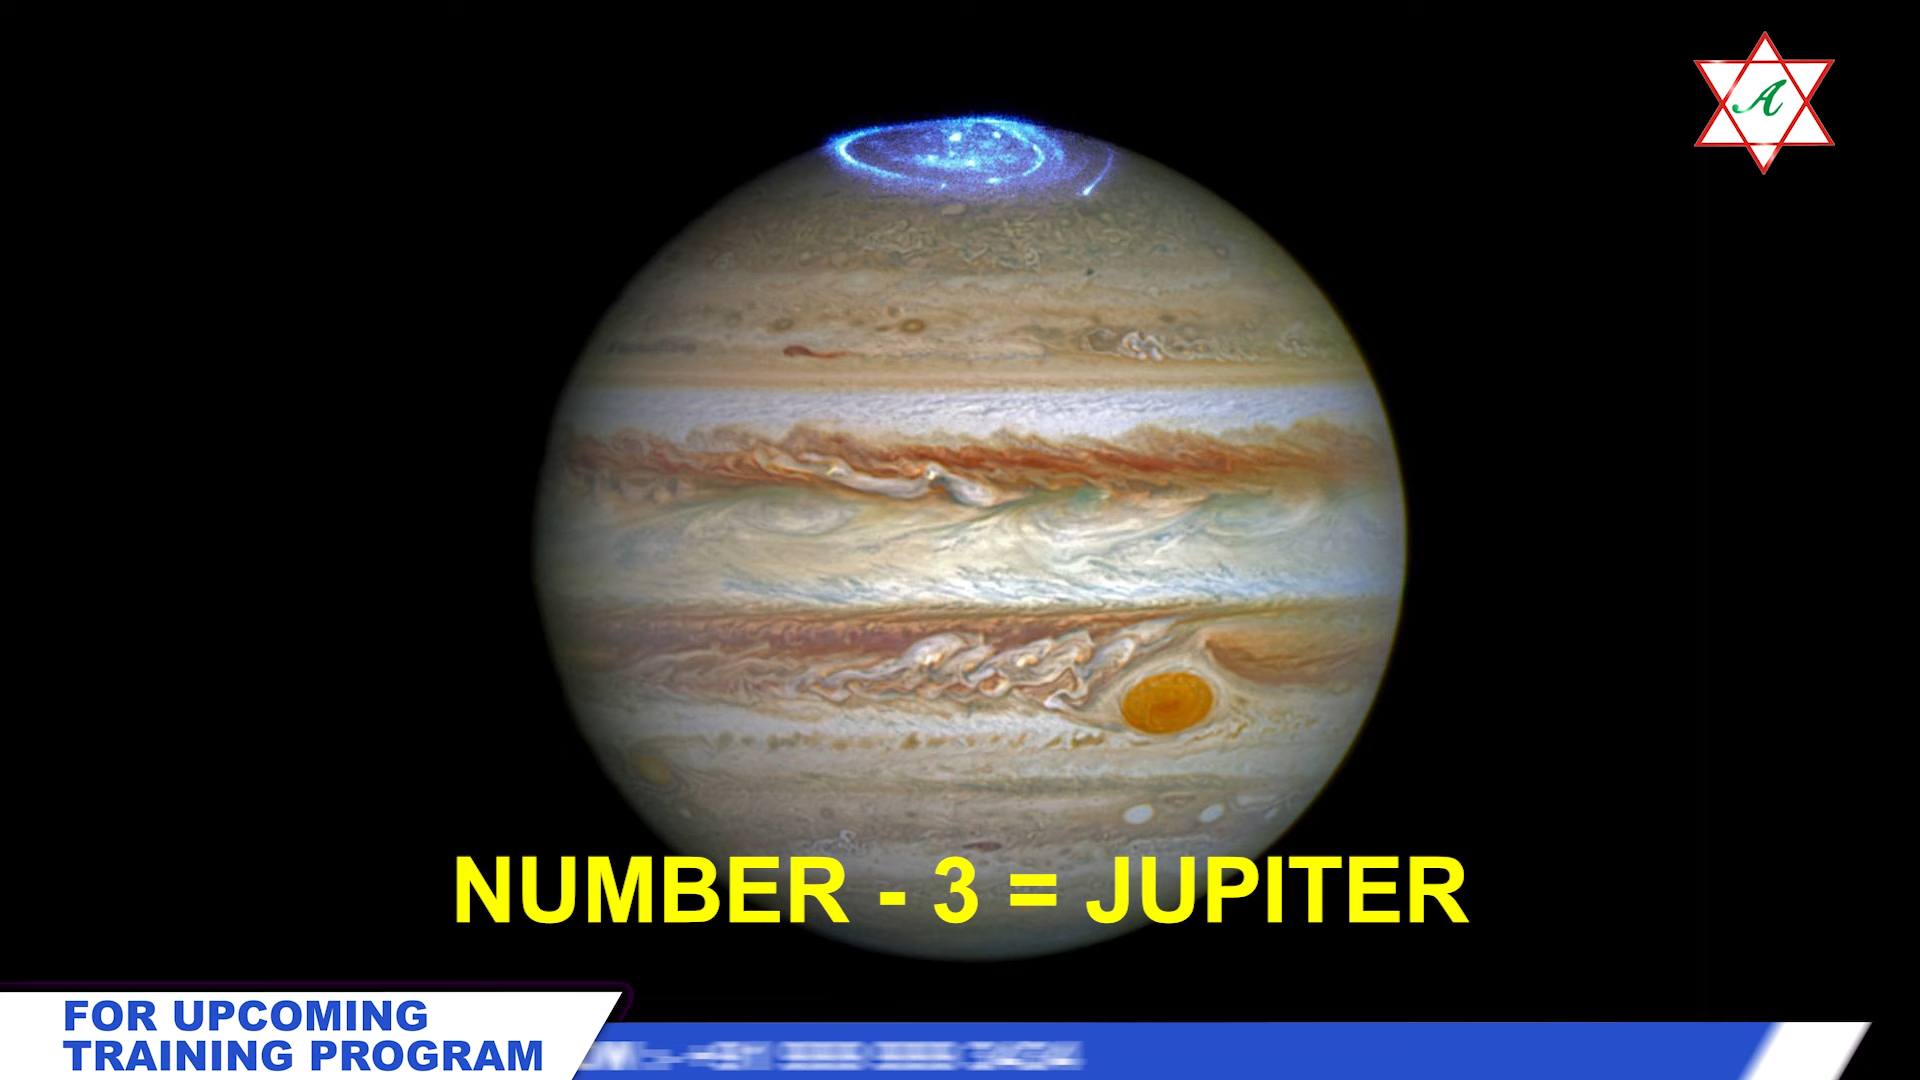 A
NUMBER - 3 = JUPITER
FOR UPCOMING
TRAINING PROGRAM